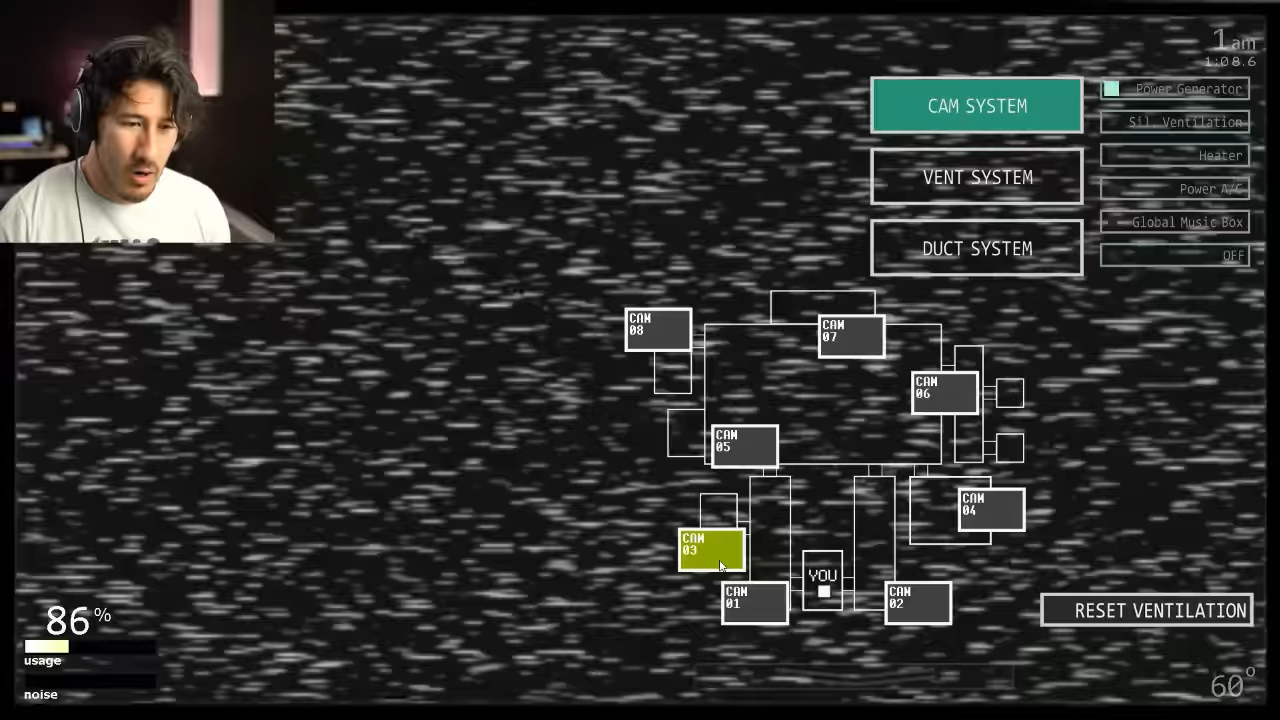 1 am
1:08.6
CAM SYSTEM
Power Generator
Sil. Ventilation
Heater
VENT SYSTEM
Power A/C
Global Music Box
DUCT SYSTEM
OFF
CAM
08
CAM
07
CAM
06
CAM
05
CAM
04
CAM
03
YOU
CAM
01
CAM
02
RESET VENTILATION
86%
usage
noise
60°